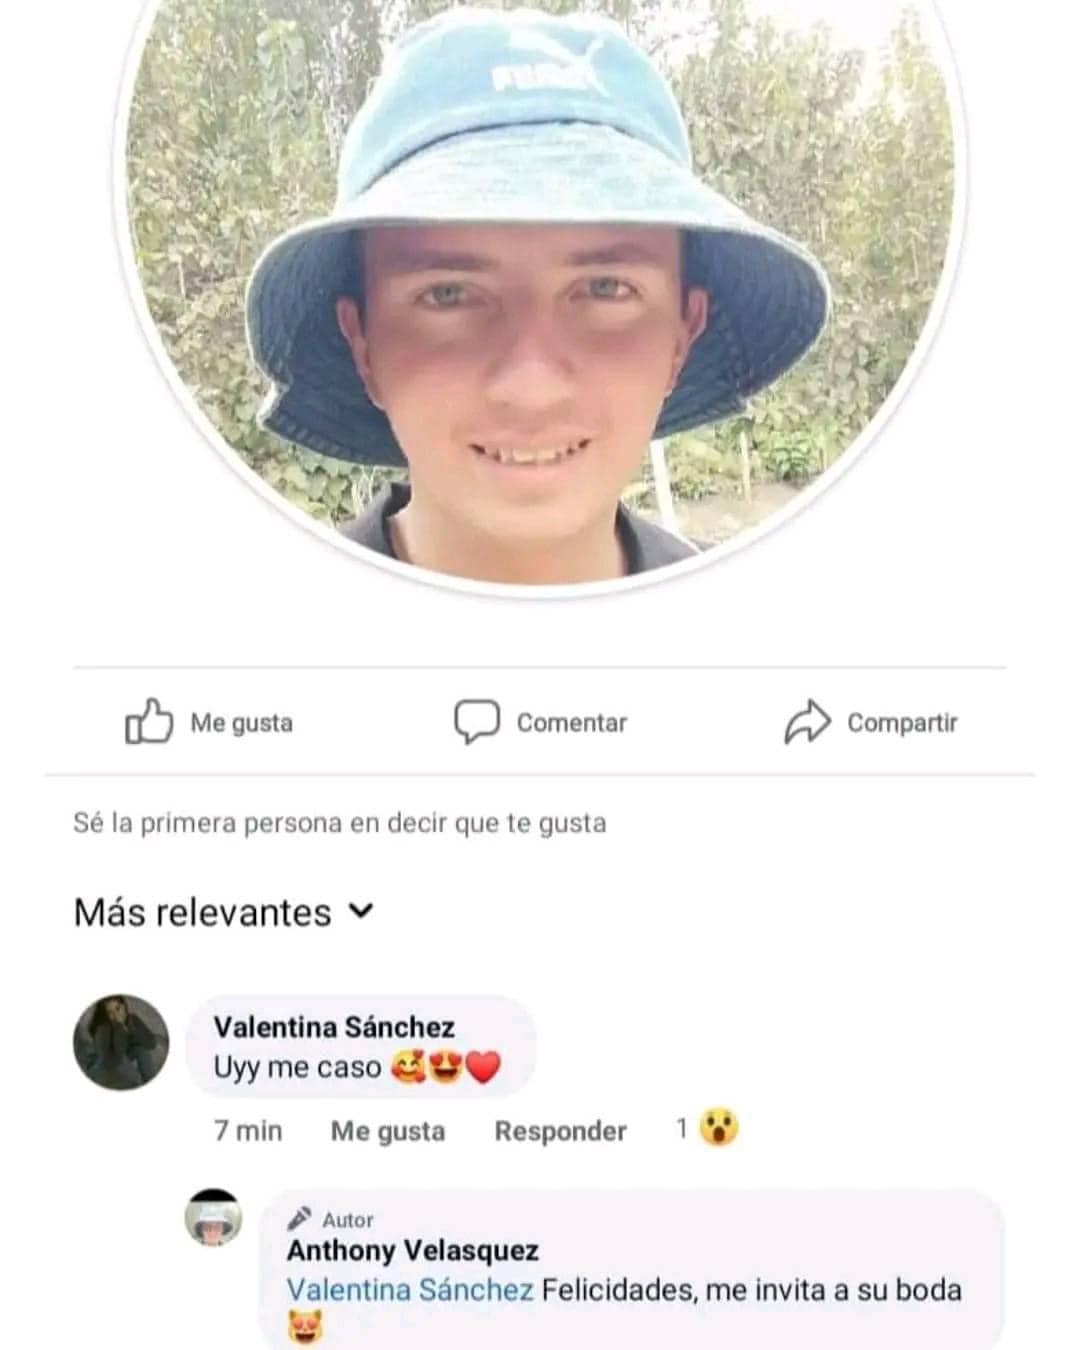 PUMA
Me gusta
Comentar
Compartir
Sé la primera persona en decir que te gusta
Más relevantes
Valentina Sánchez
Uyy me caso 🥰😍❤️
7 min Me gusta Responder 1 😮
Autor
Anthony Velasquez
Valentina Sánchez Felicidades, me invita a su boda
😻